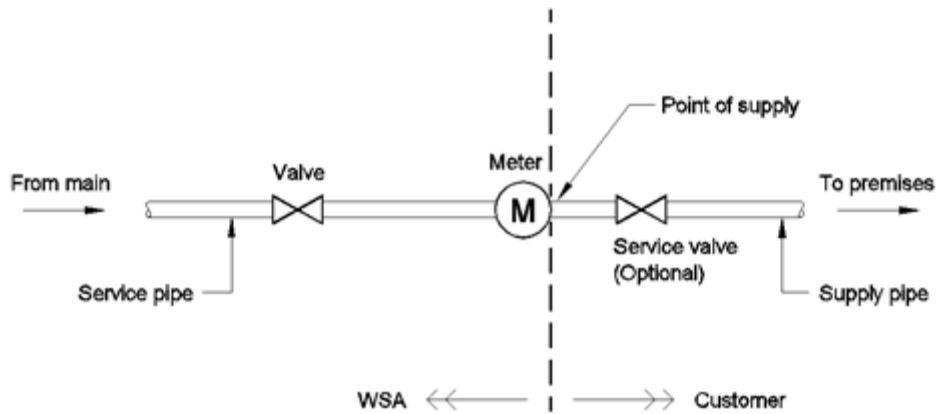 Point of supply
Meter
Valve
From main
To premises
M
Service valve
(Optional)
Service pipe
Supply pipe
WSA
Customer